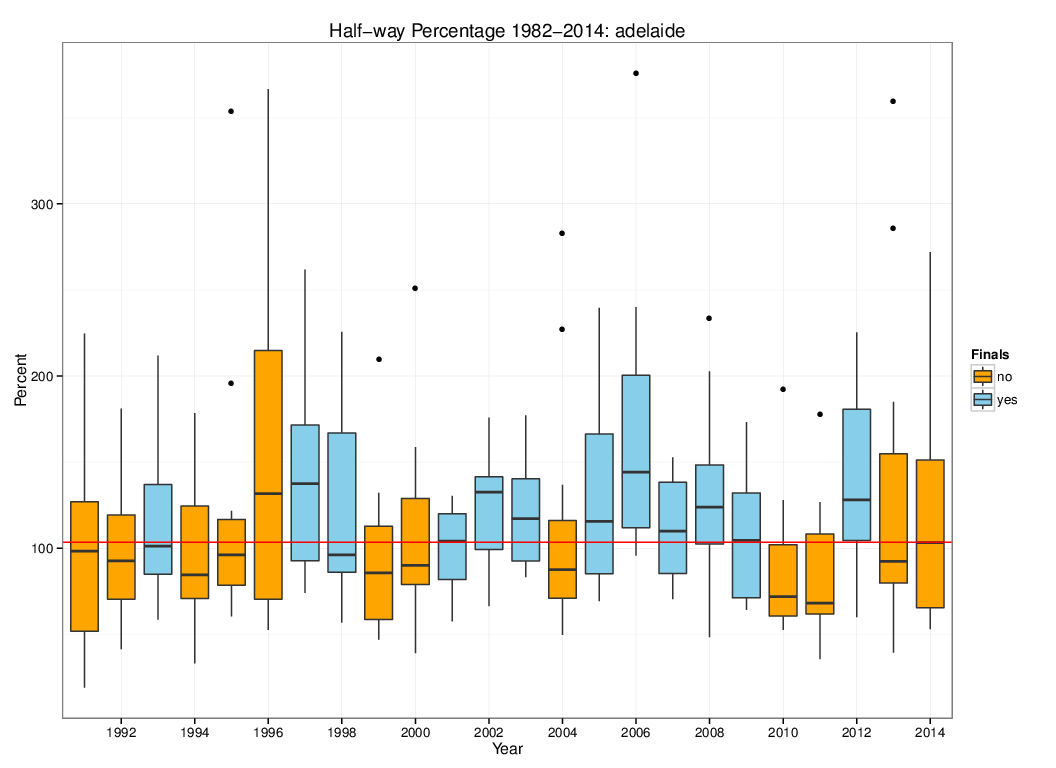 Half−way Percentage 1982−2014: adelaide
Percent
300
200
100
1992 1994 1996 1998 2000 2002 2004 2006 2008 2010 2012 2014
Year
Finals
no
yes